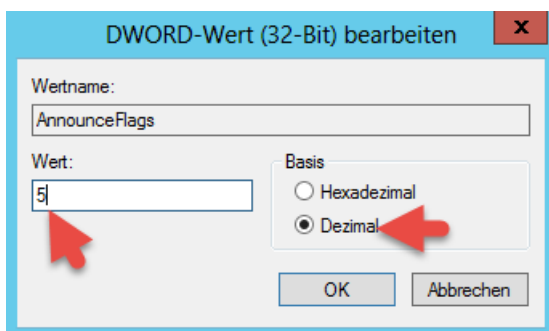 DWORD-Wert (32-Bit) bearbeiten
x
Wertname:
AnnounceFlags
Wert:
5
Basis
Hexadezimal
Dezimal
OK
Abbrechen